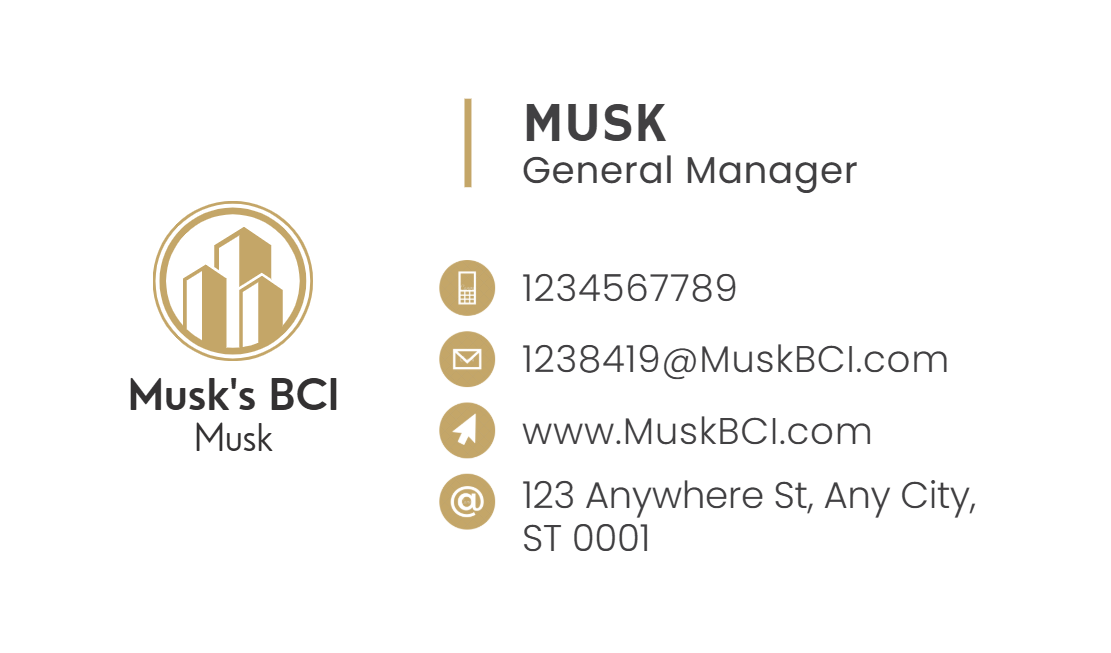 MUSK
General Manager
Musk's BCI
Musk
1234567789
1238419@MuskBCI.com
www.MuskBCI.com
123 Anywhere St, Any City,
ST 0001